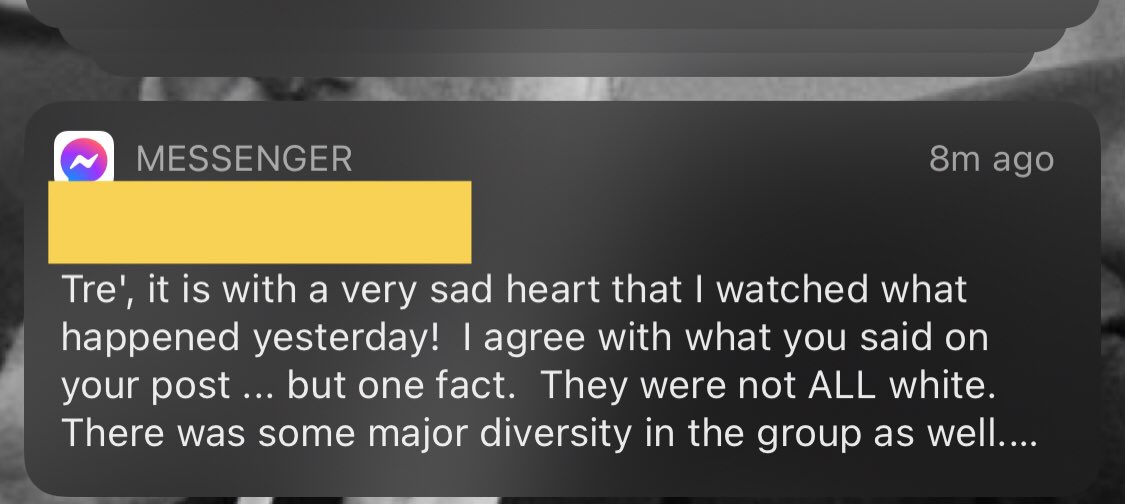 MESSENGER 8m ago
Tre', it is with a very sad heart that I watched what
happened yesterday!  I agree with what you said on
your post ... but one fact.  They were not ALL white.
There was some major diversity in the group as well....